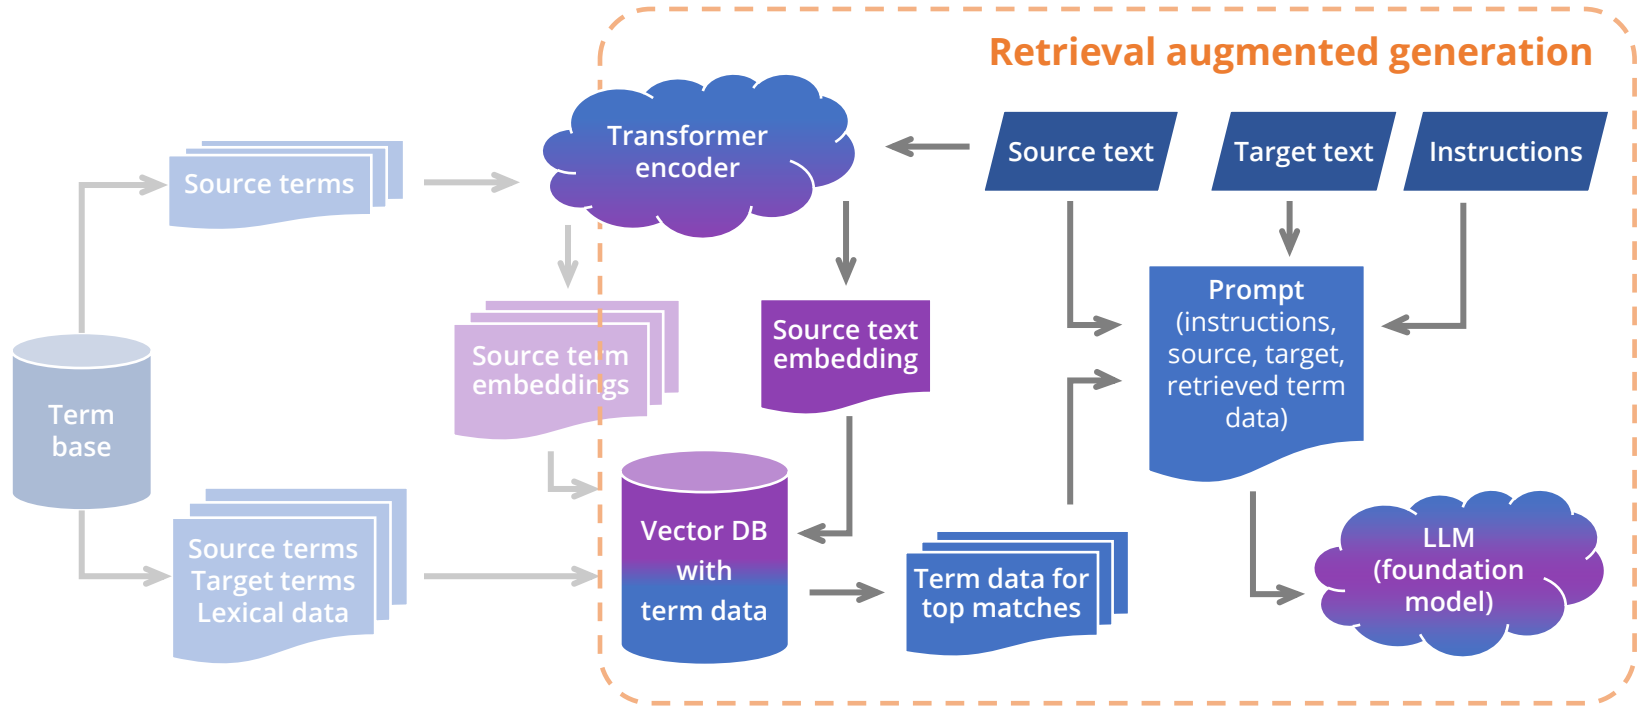 Retrieval augmented generation
Transformer
encoder
Source text
Target text
Instructions
Source terms
Prompt
(instructions,
source, target,
retrieved term
data)
Source text
embedding
Source term
embeddings
Term
base
Vector DB
with
term data
Source terms
Target terms
Lexical data
Term data for
top matches
LLM
(foundation
model)